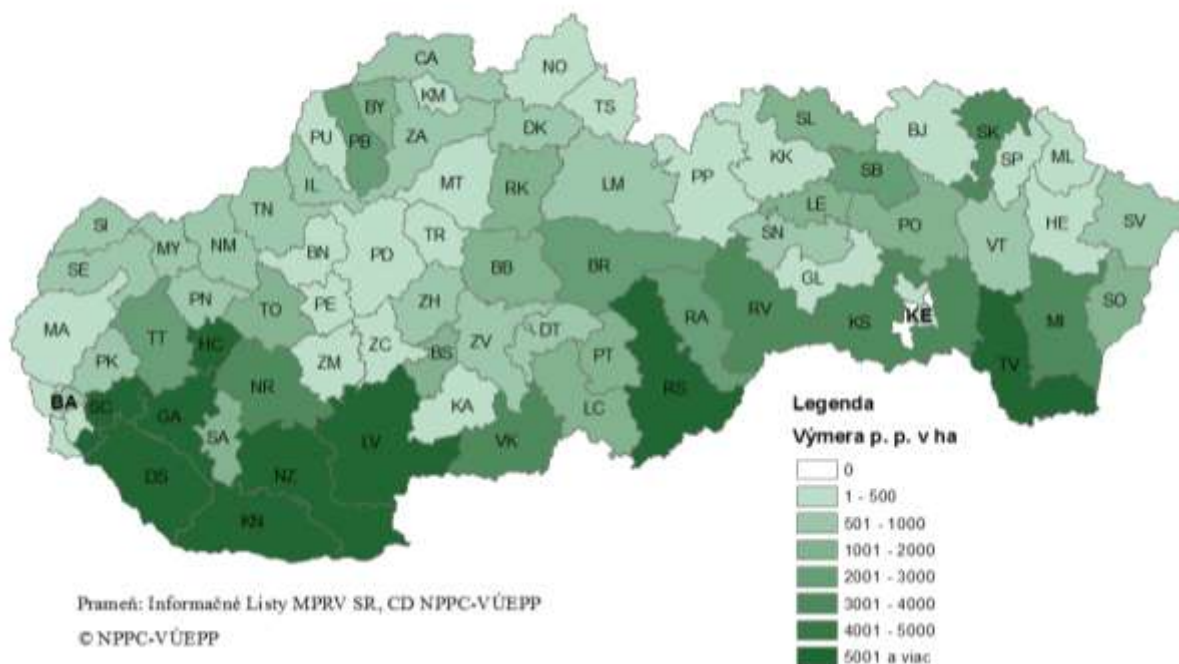 CA
NO
KM
TS
BY
PU
PB
ZA
DK
SL
BJ
SK
KK
SP
ML
MT
PP
SB
IL
RK
LM
LE
TN
HE
SI
PO
SV
MY
NM
TR
SN
VT
BN
PD
SE
BB
BR
GL
PE
ZH
SO
PN
TO
MA
RV
KS
KE
MI
TT
HC
ZM
ZC
BS
ZV
DT
RA
PK
PT
TV
NR
RS
BA
SC
GA
KA
LC
SA
LV
VK
DS
NZ
KN
Legenda
Výmera p. p. v ha
0
1 - 500
501 - 1000
1001 - 2000
2001 - 3000
3001 - 4000
4001 - 5000
5001 a viac
Prameň: Informačné Listy MPRV SR, CD NPPC-VÚEPP
© NPPC-VÚEPP